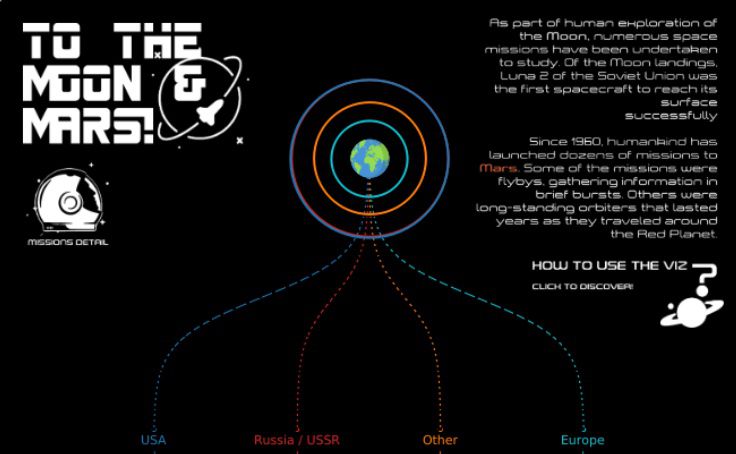 TO THE
MOON &
MARS!
MISSIONS DETAIL
As part of human exploration of
the Moon, numerous space
missions have been undertaken
to study. Of the Moon landings,
Luna 2 of the Soviet Union was
the first spacecraft to reach its
surface
successfully
Since 1960, humankind has
launched dozens of missions to
Mars. Some of the missions were
flybys, gathering information in
brief bursts. Others were
long-standing orbiters that lasted
years as they traveled around
the Red Planet.
HOW TO USE THE VIZ
CLICK TO DISCOVER!
USA
Russia / USSR
Other
Europe